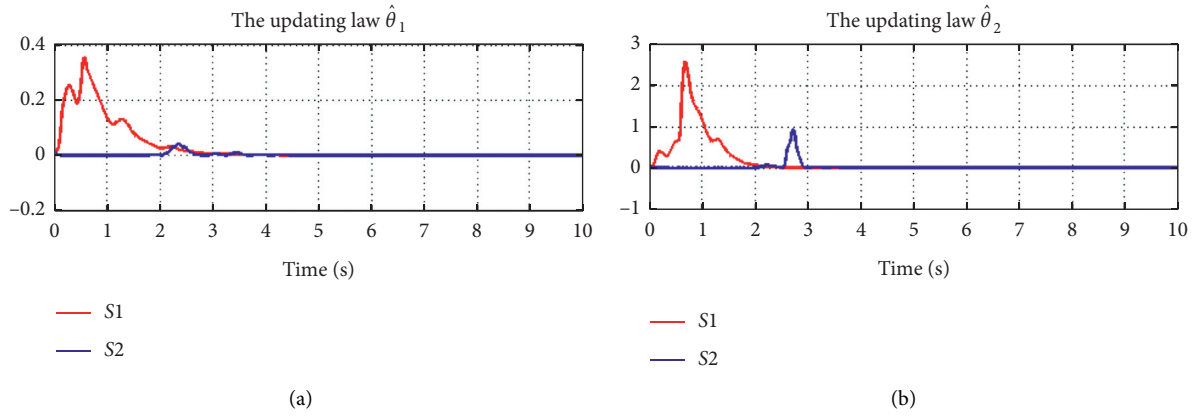 The updating law θ̂₁
0.4
0.2
0
−0.2
0 1 2 3 4 5 6 7 8 9 10
Time (s)
S1
S2
(a)
The updating law θ̂₂
3
2
1
0
−1
0 1 2 3 4 5 6 7 8 9 10
Time (s)
S1
S2
(b)